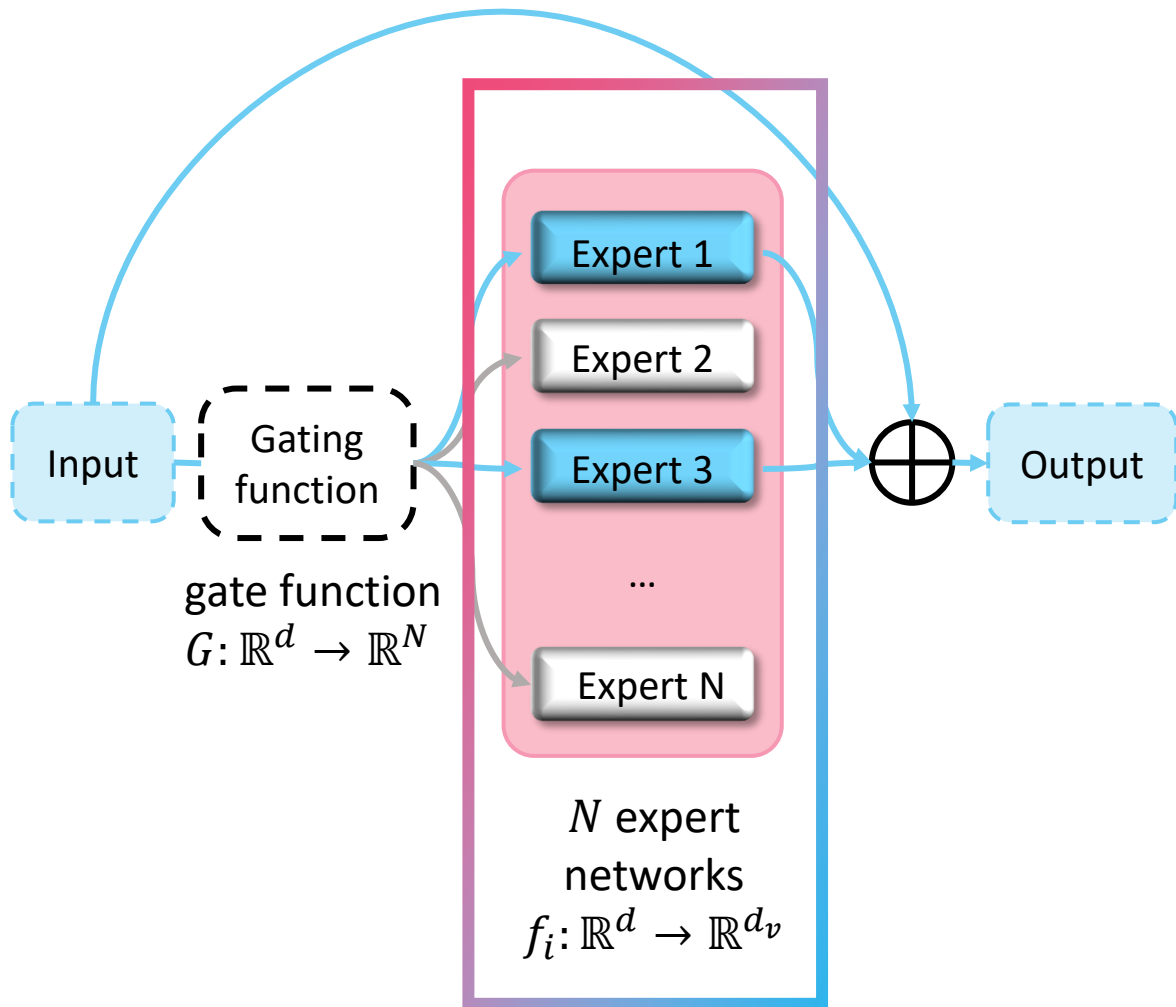 Input
Gating
function
gate function
G: ℝ^d → ℝ^N
Expert 1
Expert 2
Expert 3
...
Expert N
N expert
networks
f_i: ℝ^d → ℝ^{d_v}
Output